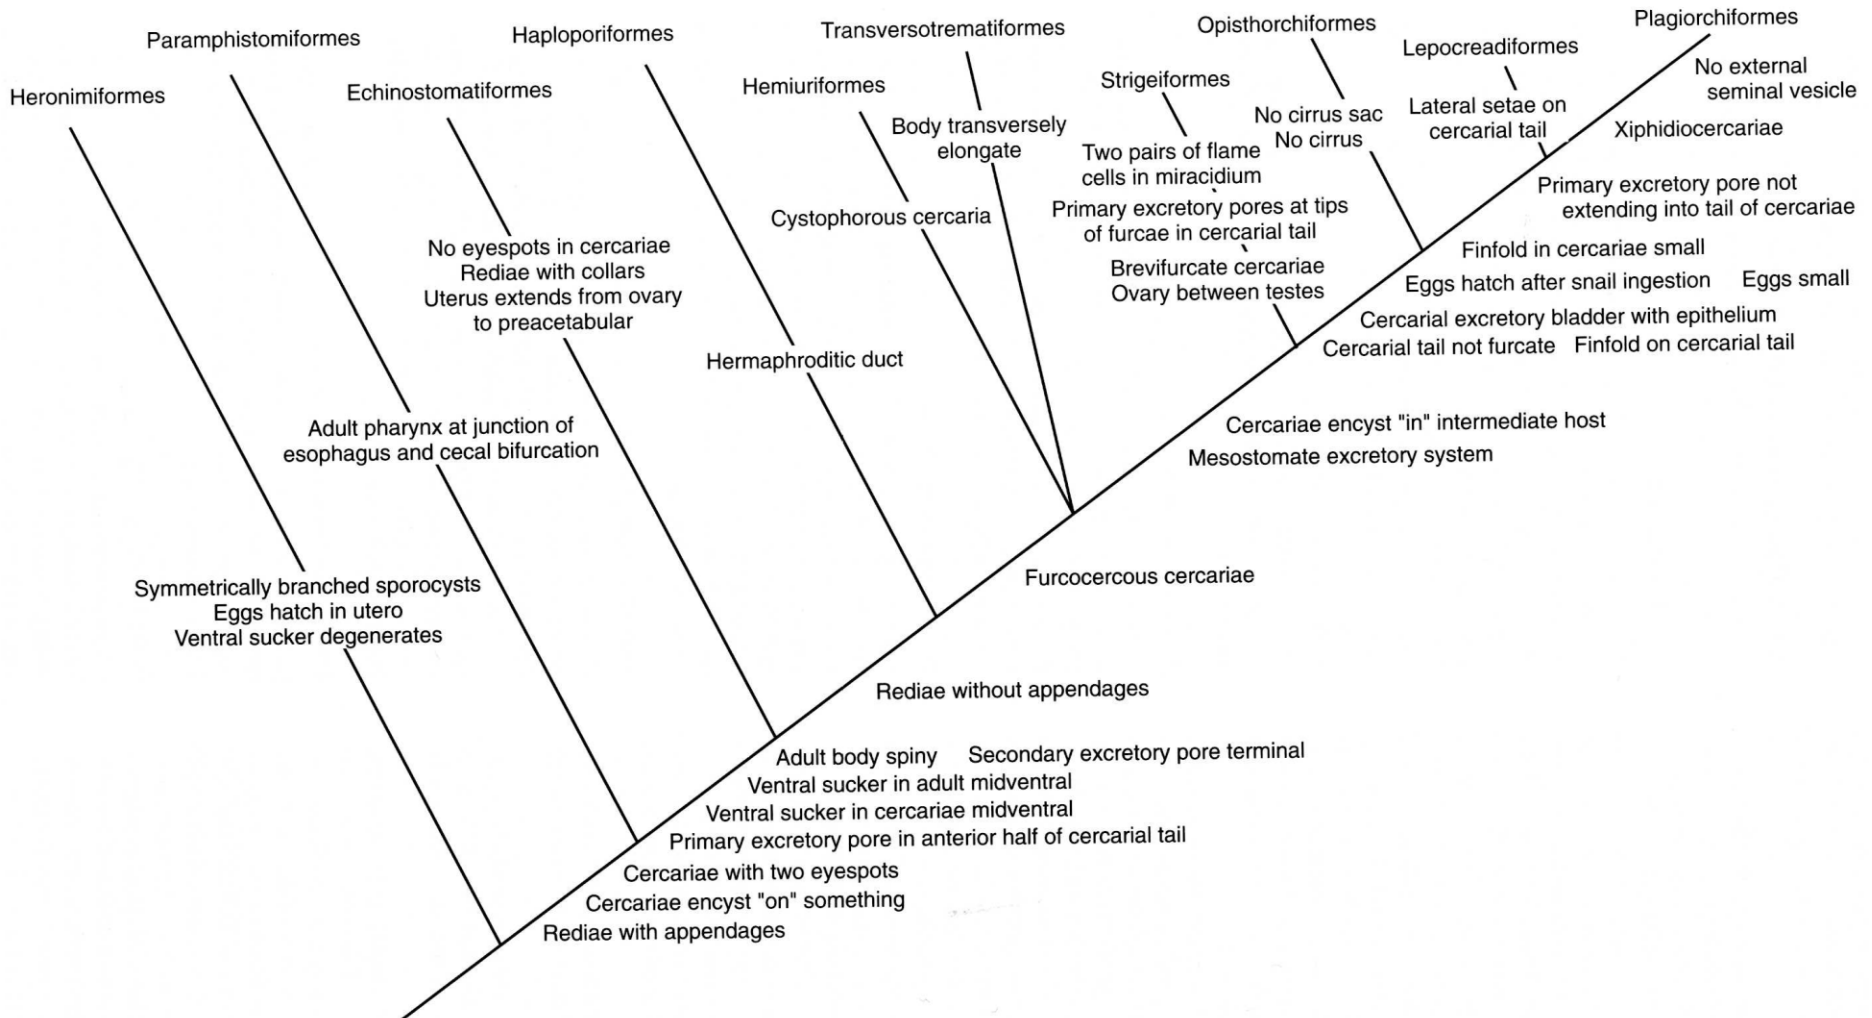 Paramphistomiformes
Haploporiformes
Transversotrematiformes
Opisthorchiformes
Plagiorchiformes
Heronimiformes
Echinostomatiformes
Hemiuriformes
Strigeiformes
Lepocreadiformes
No external
seminal vesicle
Body transversely
elongate
No cirrus sac
No cirrus
Lateral setae on
cercarial tail
Xiphidiocercariae
Two pairs of flame
cells in miracidium
Primary excretory pore not
extending into tail of cercariae
Cystophorous cercaria
Primary excretory pores at tips
of furcae in cercarial tail
No eyespots in cercariae
Rediae with collars
Uterus extends from ovary
to preacetabular
Finfold in cercariae small
Brevifurcate cercariae
Ovary between testes
Eggs hatch after snail ingestion Eggs small
Cercarial excretory bladder with epithelium
Cercarial tail not furcate Finfold on cercarial tail
Hermaphroditic duct
Adult pharynx at junction of
esophagus and cecal bifurcation
Cercariae encyst "in" intermediate host
Mesostomate excretory system
Symmetrically branched sporocysts
Eggs hatch in utero
Ventral sucker degenerates
Furcocercous cercariae
Rediae without appendages
Adult body spiny Secondary excretory pore terminal
Ventral sucker in adult midventral
Ventral sucker in cercariae midventral
Primary excretory pore in anterior half of cercarial tail
Cercariae with two eyespots
Cercariae encyst "on" something
Rediae with appendages